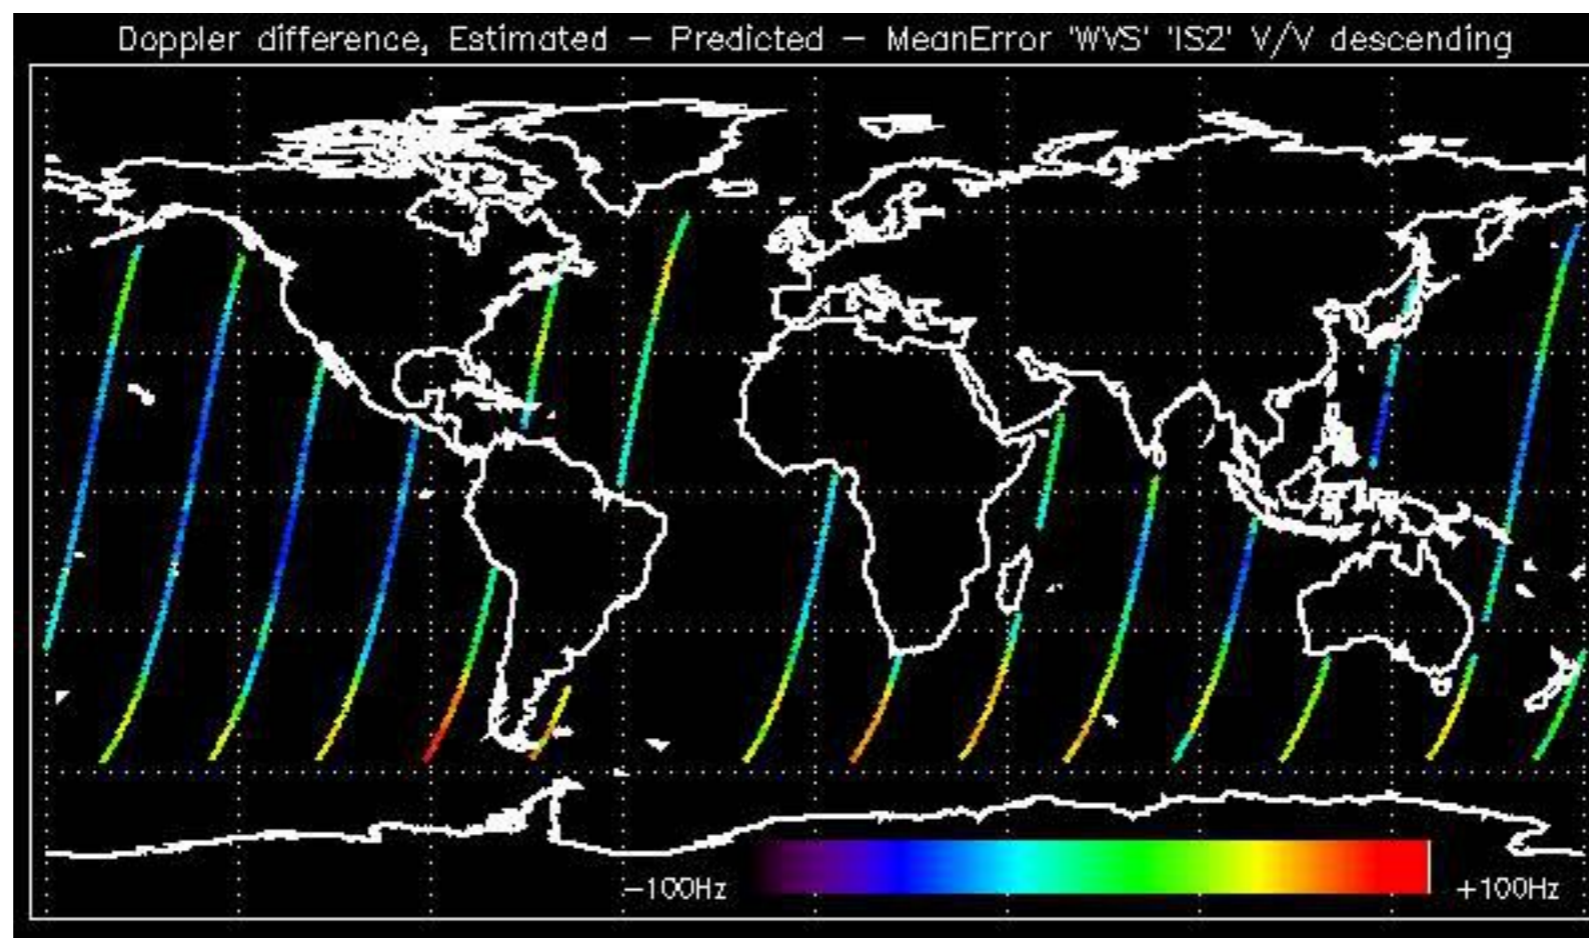 Doppler difference, Estimated – Predicted – MeanError 'WVS' 'IS2' V/V descending
-100Hz +100Hz